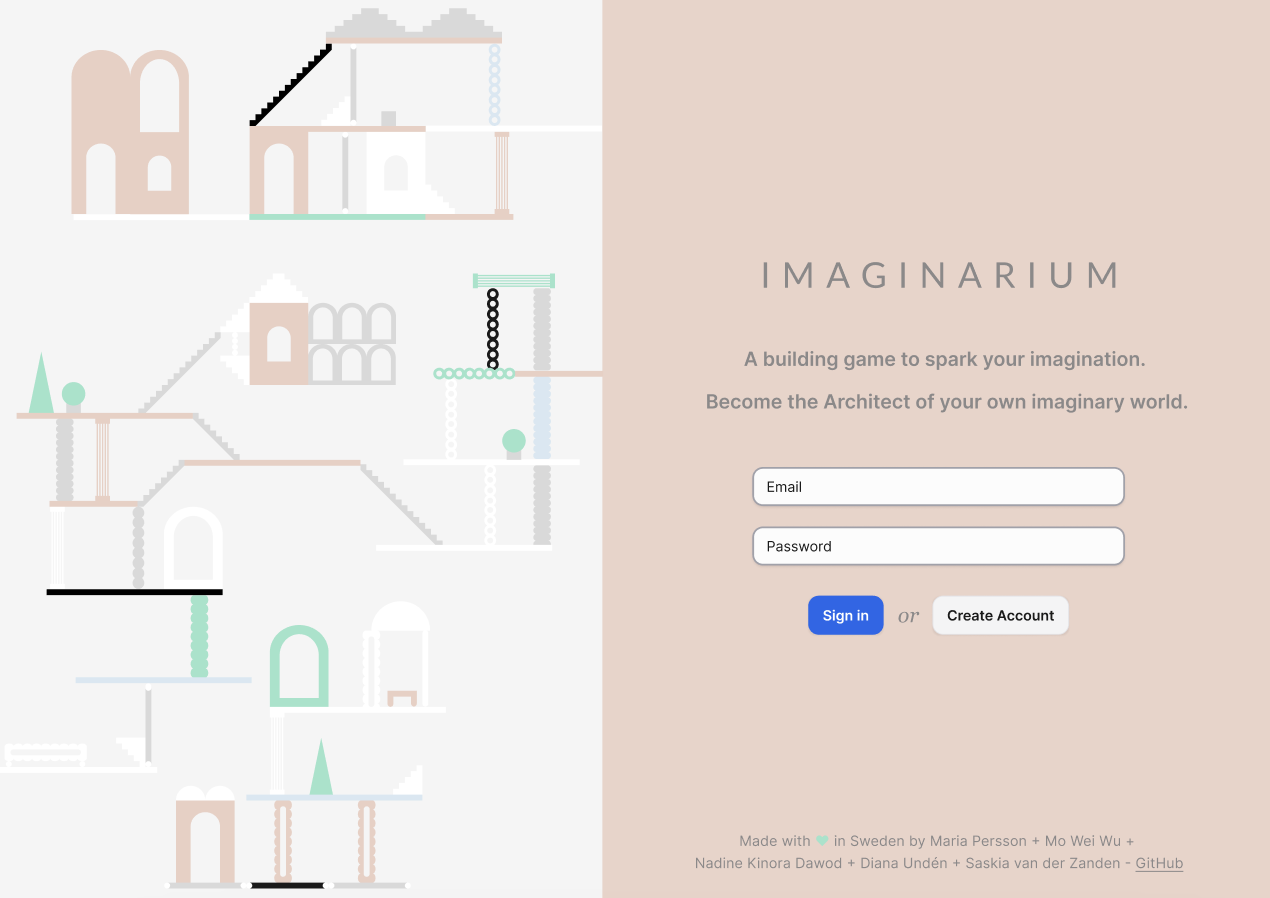 IMAGINARIUM
A building game to spark your imagination.
Become the Architect of your own imaginary world.
Email
Password
Sign in or Create Account
Made with in Sweden by Maria Persson + Mo Wei Wu +
Nadine Kinora Dawod + Diana Undén + Saskia van der Zanden - GitHub